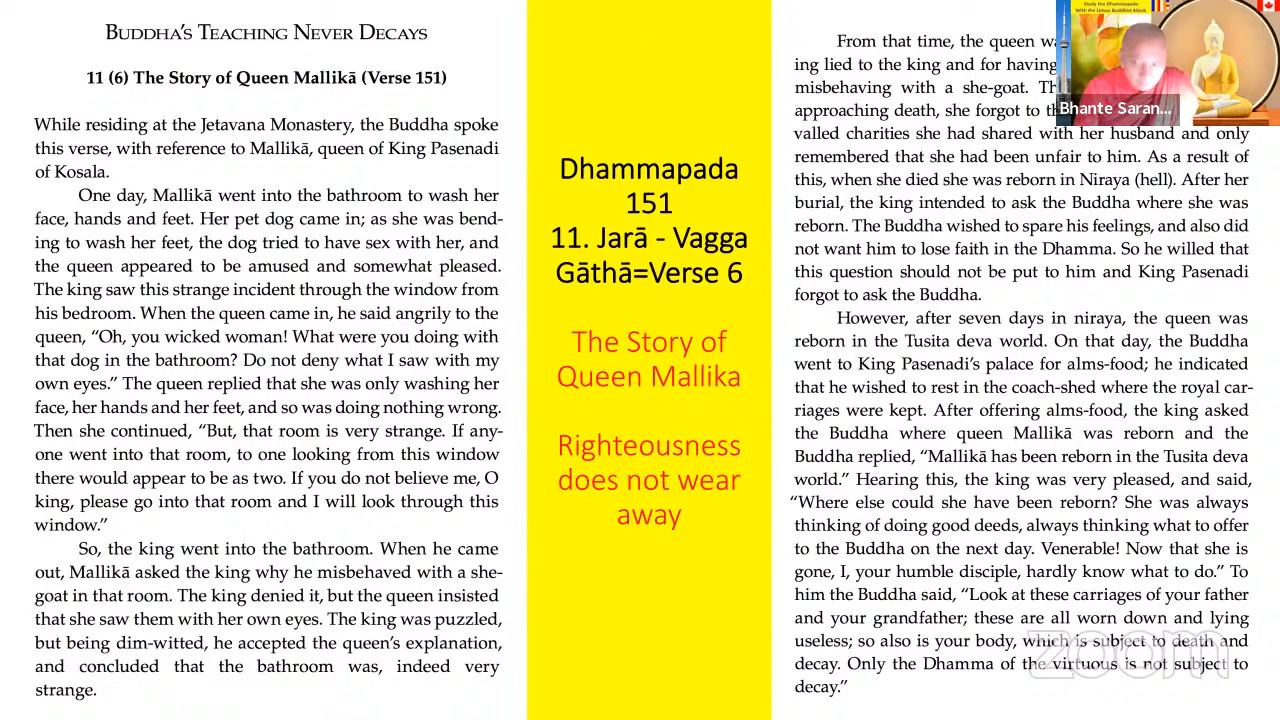 BUDDHA'S TEACHING NEVER DECAYS
11 (6) The Story of Queen Mallikā (Verse 151)
While residing at the Jetavana Monastery, the Buddha spoke
this verse, with reference to Mallikā, queen of King Pasenadi
of Kosala.
One day, Mallikā went into the bathroom to wash her
face, hands and feet. Her pet dog came in; as she was bend-
ing to wash her feet, the dog tried to have sex with her, and
the queen appeared to be amused and somewhat pleased.
The king saw this strange incident through the window from
his bedroom. When the queen came in, he said angrily to the
queen, “Oh, you wicked woman! What were you doing with
that dog in the bathroom? Do not deny what I saw with my
own eyes.” The queen replied that she was only washing her
face, her hands and her feet, and so was doing nothing wrong.
Then she continued, “But, that room is very strange. If any-
one went into that room, to one looking from this window
there would appear to be as two. If you do not believe me, O
king, please go into that room and I will look through this
window.”
So, the king went into the bathroom. When he came
out, Mallikā asked the king why he misbehaved with a she-
goat in that room. The king denied it, but the queen insisted
that she saw them with her own eyes. The king was puzzled,
but being dim-witted, he accepted the queen's explanation,
and concluded that the bathroom was, indeed very
strange.
Dhammapada
151
11. Jarā - Vagga
Gāthā=Verse 6
The Story of
Queen Mallika
Righteousness
does not wear
away
From that time, the queen
ing lied to the king and for having
misbehaving with a she-goat.
approaching death, she forgot to
valled charities she had shared with her husband and only
remembered that she had been unfair to him. As a result of
this, when she died she was reborn in Niraya (hell). After her
burial, the king intended to ask the Buddha where she was
reborn. The Buddha wished to spare his feelings, and also did
not want him to lose faith in the Dhamma. So he willed that
this question should not be put to him and King Pasenadi
forgot to ask the Buddha.
However, after seven days in niraya, the queen was
reborn in the Tusita deva world. On that day, the Buddha
went to King Pasenadi's palace for alms-food; he indicated
that he wished to rest in the coach-shed where the royal car-
riages were kept. After offering alms-food, the king asked
the Buddha where queen Mallikā was reborn and the
Buddha replied, “Mallikā has been reborn in the Tusita deva
world.” Hearing this, the king was very pleased, and said,
“Where else could she have been reborn? She was always
thinking of doing good deeds, always thinking what to offer
to the Buddha on the next day. Venerable! Now that she is
gone, I, your humble disciple, hardly know what to do.” To
him the Buddha said, “Look at these carriages of your father
and your grandfather; these are all worn down and lying
useless; so also is your body, which is subject to death and
decay. Only the Dhamma of the virtuous is not subject to
decay.”
Study the Dhammapada
With the Urban Buddhist Monk
Bhante Saran...
zoom